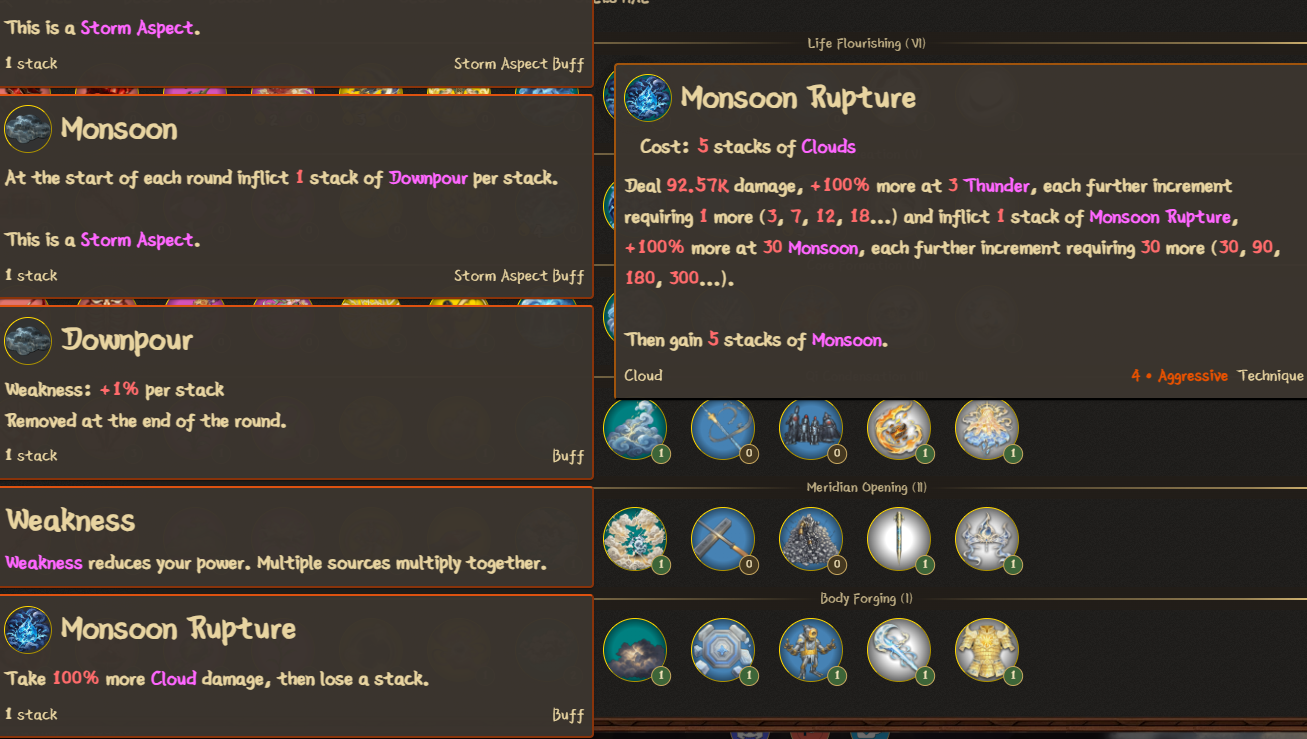 This is a Storm Aspect.
1 stack
Storm Aspect Buff
Monsoon
At the start of each round inflict 1 stack of Downpour per stack.
This is a Storm Aspect.
1 stack
Storm Aspect Buff
Downpour
Weakness: +1% per stack
Removed at the end of the round.
1 stack
Buff
Weakness
Weakness reduces your power. Multiple sources multiply together.
Monsoon Rupture
Take 100% more Cloud damage, then lose a stack.
1 stack
Buff
Life Flourishing (VI)
Monsoon Rupture
Cost: 5 stacks of Clouds
Deal 92.57K damage, +100% more at 3 Thunder, each further increment
requiring 1 more (3, 7, 12, 18...) and inflict 1 stack of Monsoon Rupture,
+100% more at 30 Monsoon, each further increment requiring 30 more (30, 90,
180, 300...).
Then gain 5 stacks of Monsoon.
Cloud
4 • Aggressive Technique
1
0
0
1
1
Meridian Opening (II)
1
0
0
1
1
Body Forging (I)
1
1
1
1
1